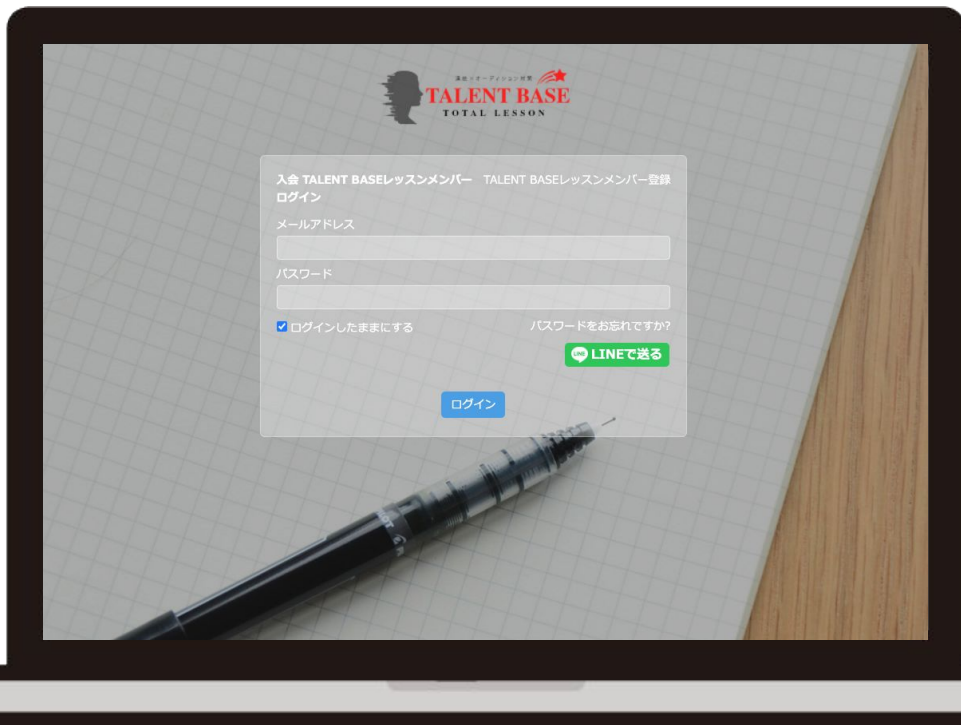 TALENT BASE
TOTAL LESSON
入会 TALENT BASEレッスンメンバー TALENT BASEレッスンメンバー登録
ログイン
メールアドレス
パスワード
ログインしたままにする パスワードをお忘れですか?
LINE LINEで送る
ログイン